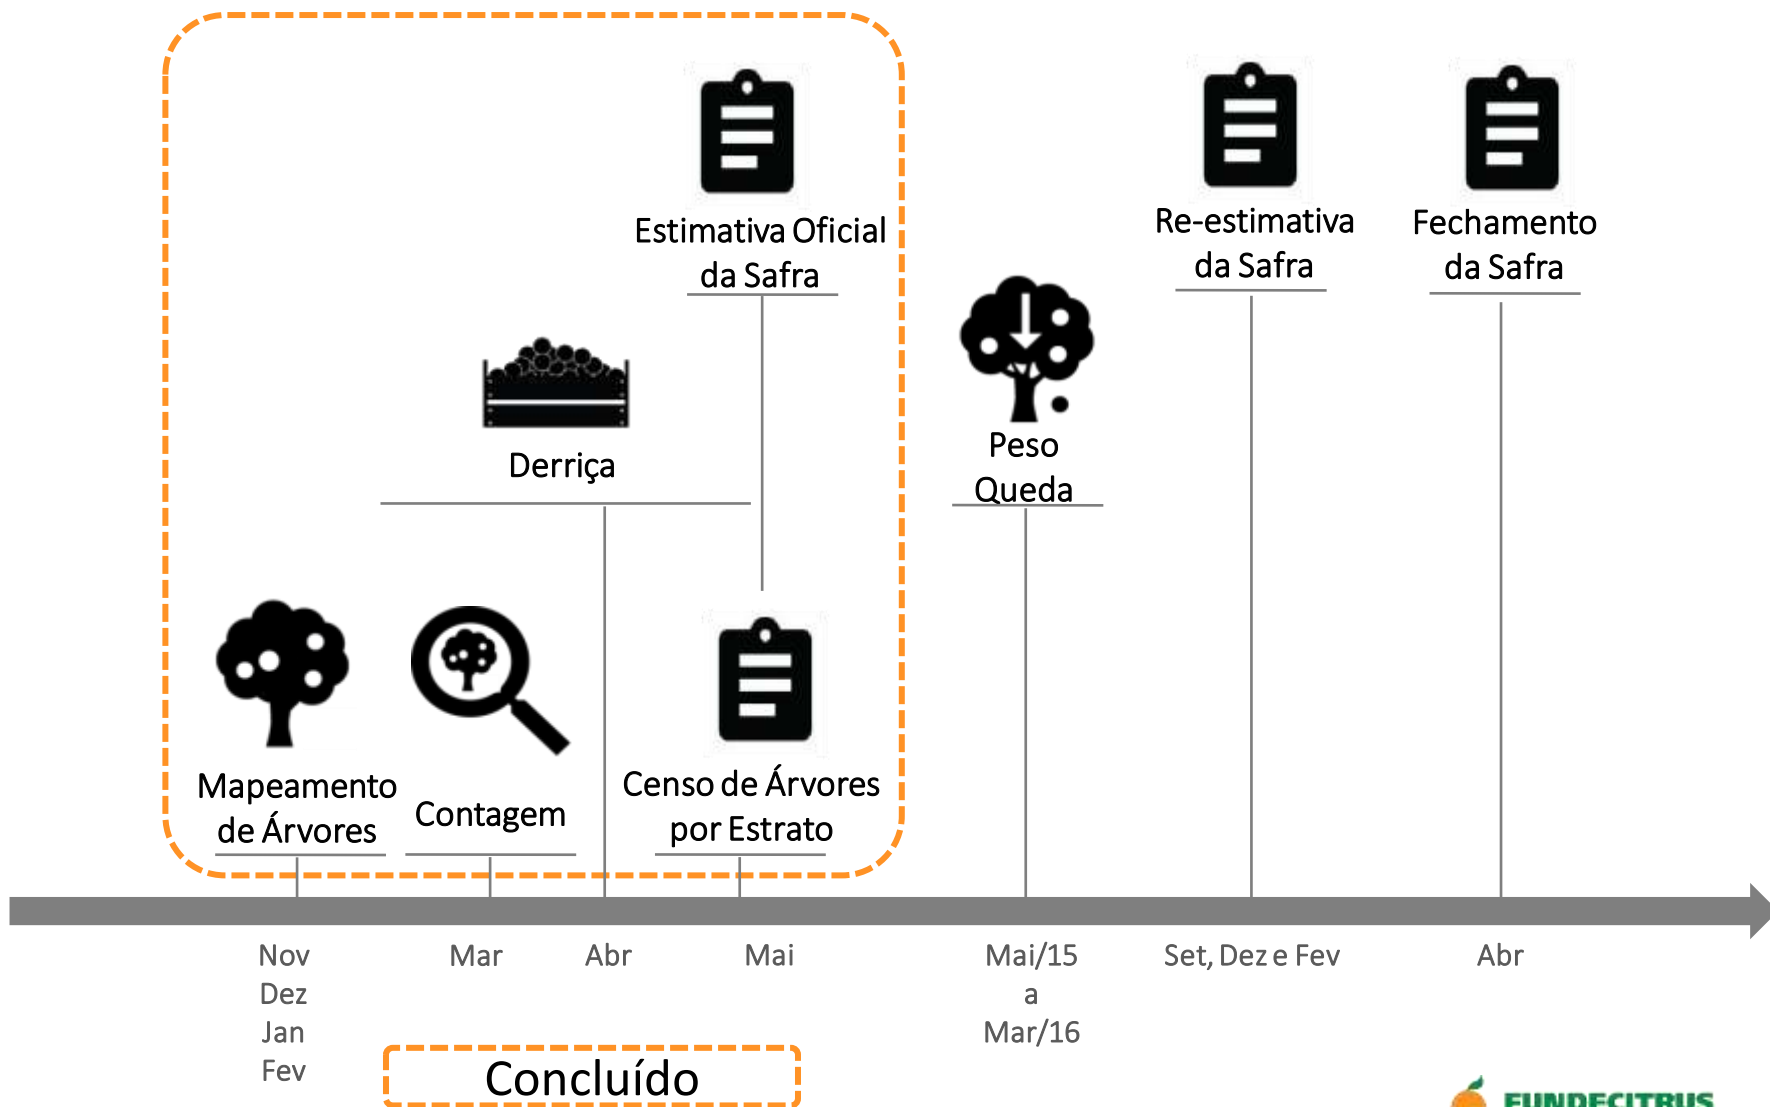 Estimativa Oficial
da Safra
Re-estimativa
da Safra
Fechamento
da Safra
Derriça
Peso
Queda
Mapeamento
de Árvores
Contagem
Censo de Árvores
por Estrato
Nov
Dez
Jan
Fev
Mar
Abr
Mai
Mai/15
a
Mar/16
Set, Dez e Fev
Abr
Concluído
FUNDECITRUS